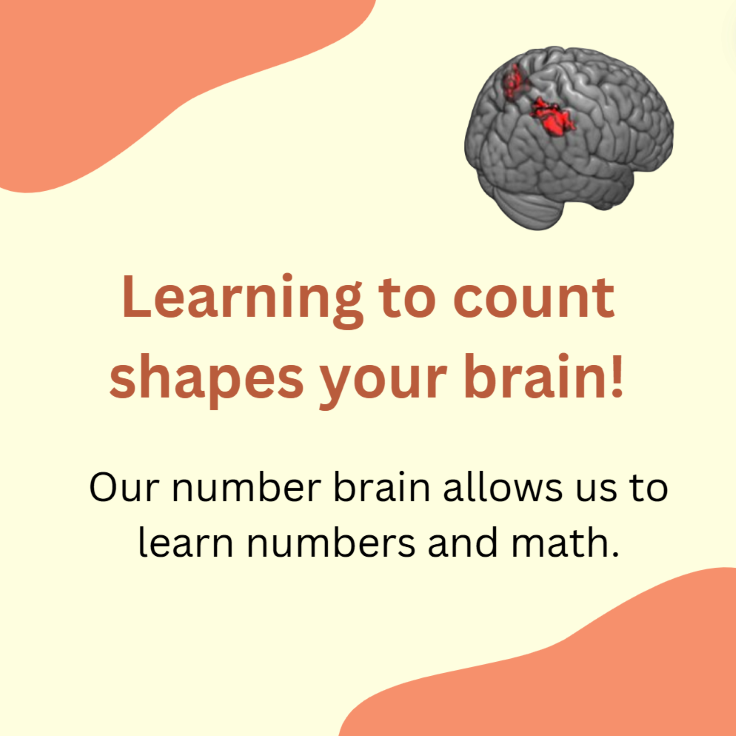 Learning to count
shapes your brain!
Our number brain allows us to
learn numbers and math.